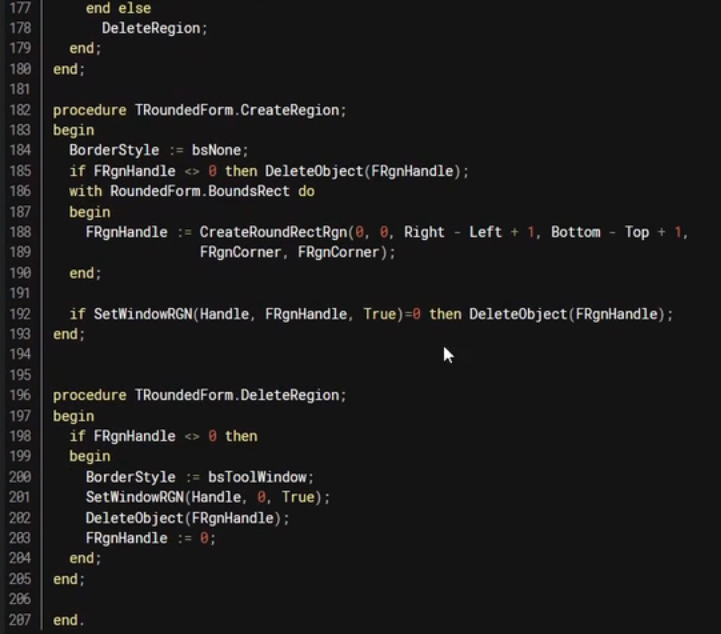 177 end else
178 DeleteRegion;
179 end;
180 end;
181
182 procedure TRoundedForm.CreateRegion;
183 begin
184 BorderStyle := bsNone;
185 if FRgnHandle <> 0 then DeleteObject(FRgnHandle);
186 with RoundedForm.BoundsRect do
187 begin
188 FRgnHandle := CreateRoundRectRgn(0, 0, Right - Left + 1, Bottom - Top + 1,
189 FRgnCorner, FRgnCorner);
190 end;
191
192 if SetWindowRGN(Handle, FRgnHandle, True)=0 then DeleteObject(FRgnHandle);
193 end;
194
195
196 procedure TRoundedForm.DeleteRegion;
197 begin
198 if FRgnHandle <> 0 then
199 begin
200 BorderStyle := bsToolWindow;
201 SetWindowRGN(Handle, 0, True);
202 DeleteObject(FRgnHandle);
203 FRgnHandle := 0;
204 end;
205 end;
206
207 end.